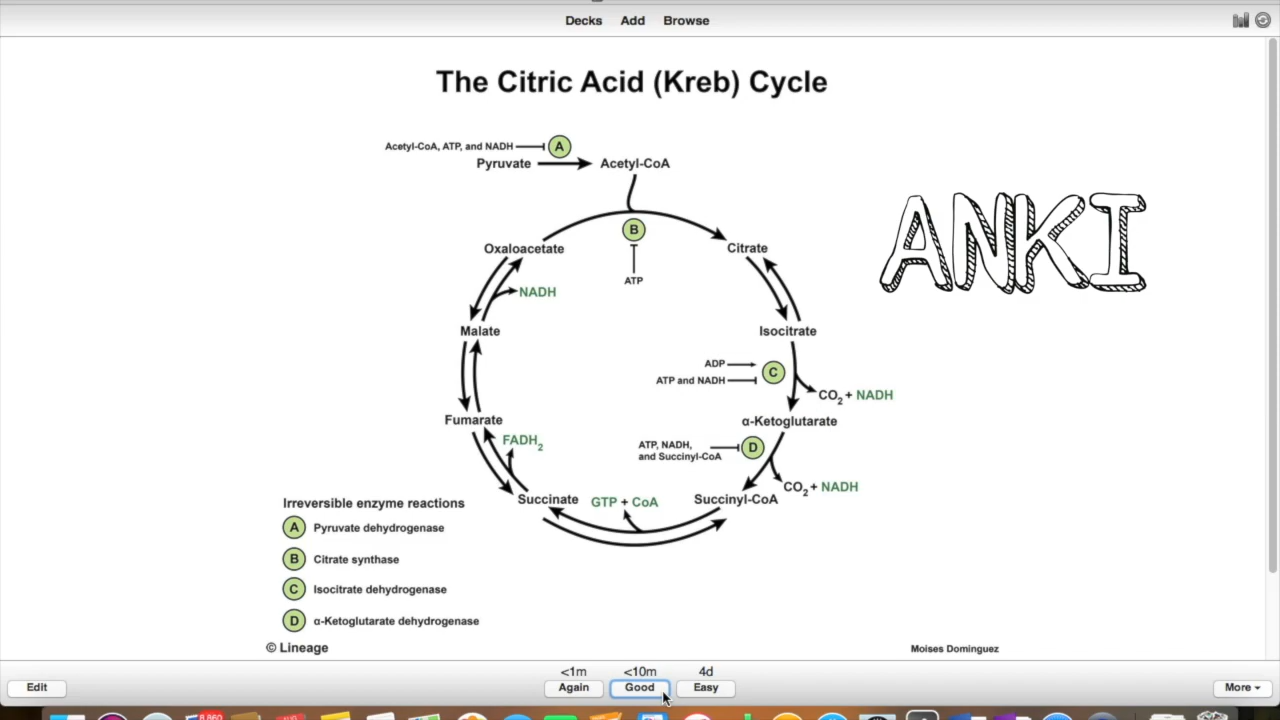 Decks Add Browse
The Citric Acid (Kreb) Cycle
Acetyl-CoA, ATP, and NADH A
Pyruvate Acetyl-CoA
ANKI
B
Oxaloacetate Citrate
ATP
NADH
Malate Isocitrate
ADP
ATP and NADH C
CO2 + NADH
Fumarate α-Ketoglutarate
FADH2
ATP, NADH,
and Succinyl-CoA D
CO2 + NADH
Succinate GTP + CoA Succinyl-CoA
Irreversible enzyme reactions
A Pyruvate dehydrogenase
B Citrate synthase
C Isocitrate dehydrogenase
D α-Ketoglutarate dehydrogenase
© Lineage Moises Dominguez
<1m <10m 4d
Edit Again Good Easy More
8,860